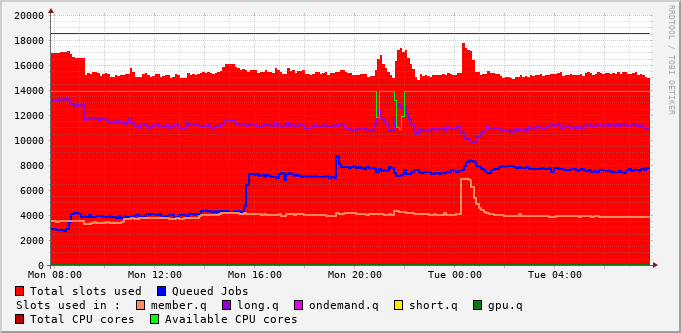 20000
18000
16000
14000
12000
10000
8000
6000
4000
2000
0
Mon 08:00 Mon 12:00 Mon 16:00 Mon 20:00 Tue 00:00 Tue 04:00
RRDTOOL / TOBI OETIKER
Total slots used Queued Jobs
Slots used in : member.q long.q ondemand.q short.q gpu.q
Total CPU cores Available CPU cores